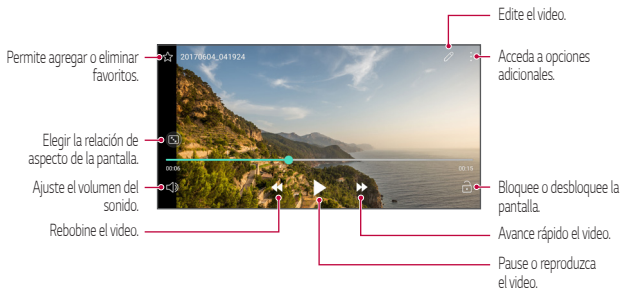 Edite el video.
Permite agregar o eliminar
favoritos.
20170604_041924
Acceda a opciones
adicionales.
Elegir la relación de
aspecto de la pantalla.
00:06
00:15
Ajuste el volumen del
sonido.
Bloquee o desbloquee la
pantalla.
Rebobine el video.
Avance rápido el video.
Pause o reproduzca
el video.